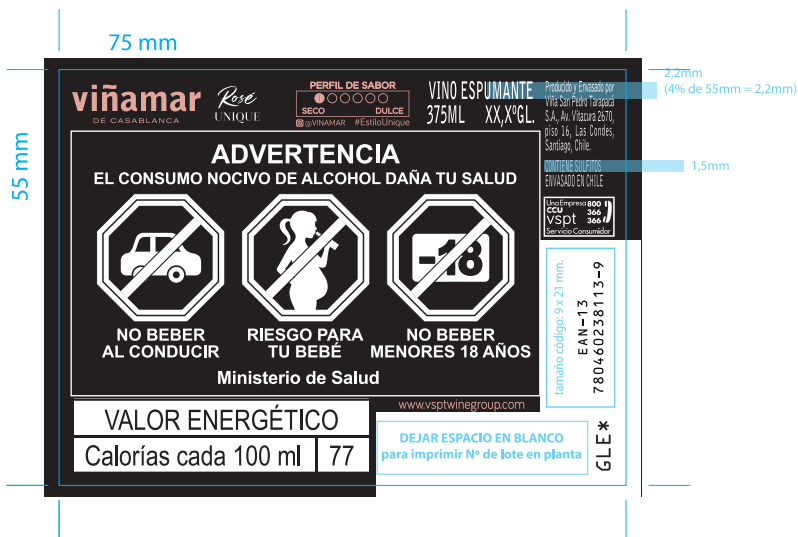 75 mm
55 mm
2,2mm
(4% de 55mm = 2,2mm)
1,5mm
viñamar
DE CASABLANCA
Rosé
UNIQUE
PERFIL DE SABOR
SECO DULCE
@VINAMAR #EstiloUnique
VINO ESPUMANTE
375ML XX,XºGL.
Producido y Envasado por
Viña San Pedro Tarapacá
S.A., Av. Vitacura 2670,
piso 16, Las Condes,
Santiago, Chile.
CONTIENE SULFITOS
ENVASADO EN CHILE
Una Empresa
CCU
vspt
800
366
366
Servicio Consumidor
ADVERTENCIA
EL CONSUMO NOCIVO DE ALCOHOL DAÑA TU SALUD
-18
NO BEBER
AL CONDUCIR
RIESGO PARA
TU BEBÉ
NO BEBER
MENORES 18 AÑOS
Ministerio de Salud
tamaño código: 9 x 21 mm.
EAN-13
780460238113-9
www.vsptwinegroup.com
VALOR ENERGÉTICO
Calorías cada 100 ml 77
DEJAR ESPACIO EN BLANCO
para imprimir Nº de lote en planta
GLE*